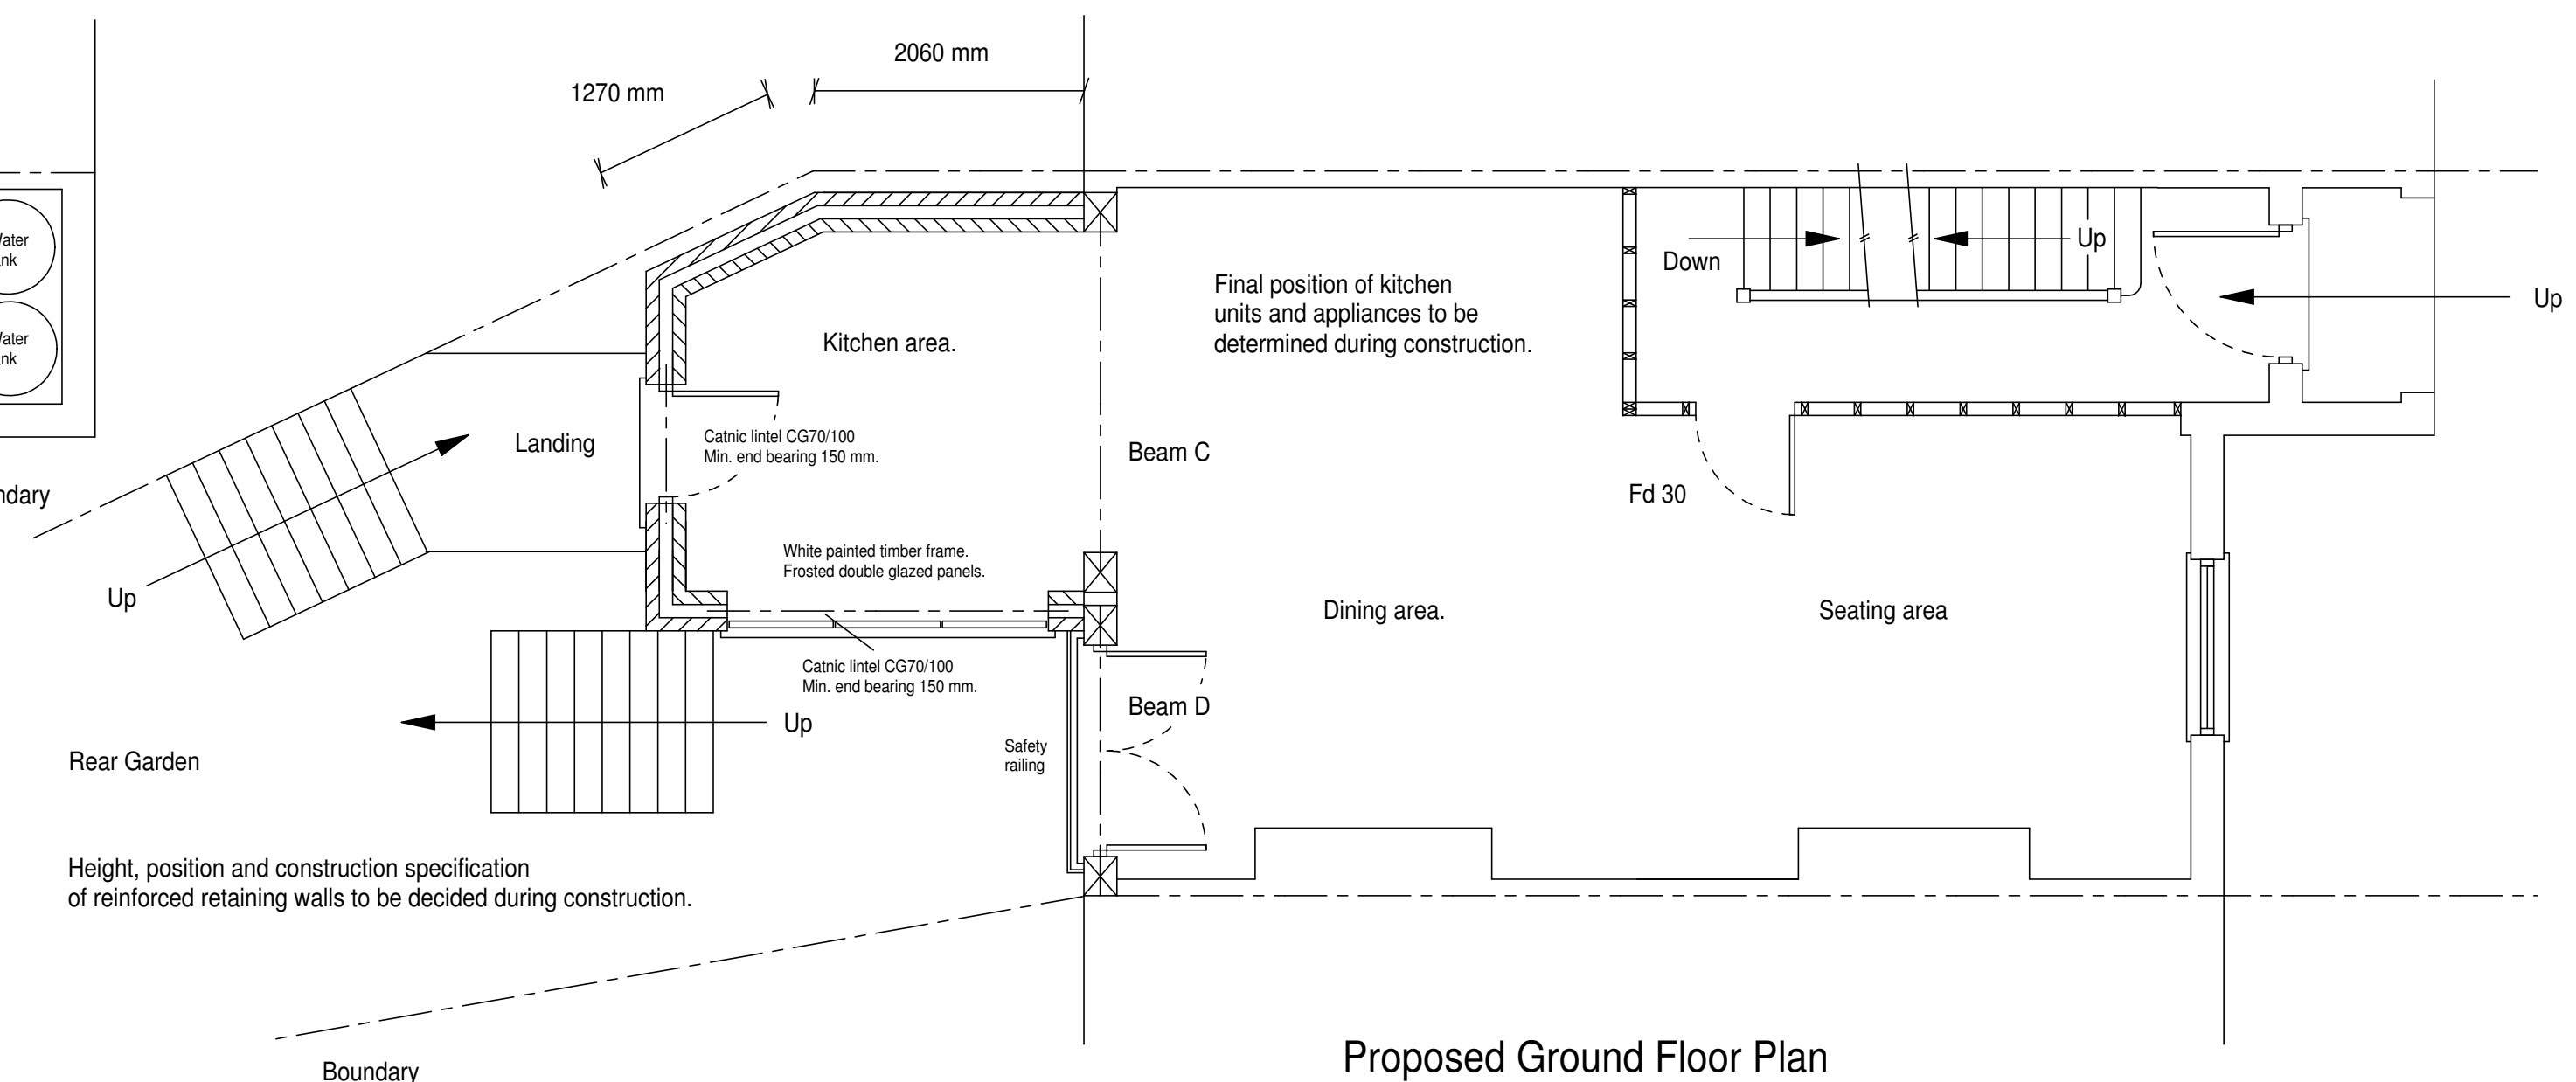 2060 mm
1270 mm
Down
Up
Up
Final position of kitchen
units and appliances to be
determined during construction.
Kitchen area.
Landing
Catnic lintel CG70/100
Min. end bearing 150 mm.
Beam C
Fd 30
White painted timber frame.
Frosted double glazed panels.
Up
Dining area.
Seating area
Catnic lintel CG70/100
Min. end bearing 150 mm.
Beam D
Up
Safety
railing
Rear Garden
Height, position and construction specification
of reinforced retaining walls to be decided during construction.
Proposed Ground Floor Plan
Boundary